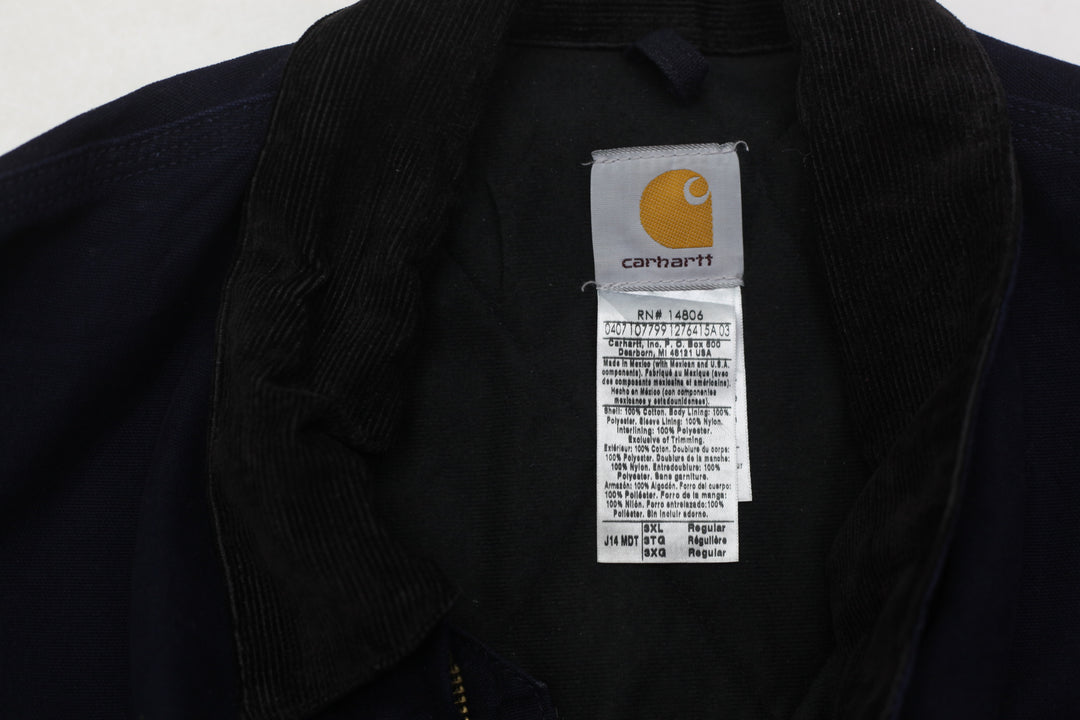 carhartt
RN# 14806
0407107799 1276415A 03
Carhartt, Inc. P. O. Box 600
Dearborn, MI 48121 USA
Made in Mexico (with Mexican and U.S.A.
components). Fabriqué au Mexique (avec
des composants mexicains et américains).
Hecho en México (con componentes
mexicanos y estadounidenses).
Shell: 100% Cotton. Body Lining: 100%
Polyester. Sleeve Lining: 100% Nylon.
Interlining: 100% Polyester.
Exclusive of Trimming.
Extérieur: 100% Coton. Doublure du corps:
100% Polyester. Doublure de la manche:
100% Nylon. Entredoublure: 100%
Polyester. Sans garniture.
Armazón: 100% Algodón. Forro del cuerpo:
100% Poliéster. Forro de la manga:
100% Nilón. Forro entrelazado:100%
Poliéster. Sin incluir adorno.
J14 MDT
3XL Regular
3TG Régulière
3XG Regular